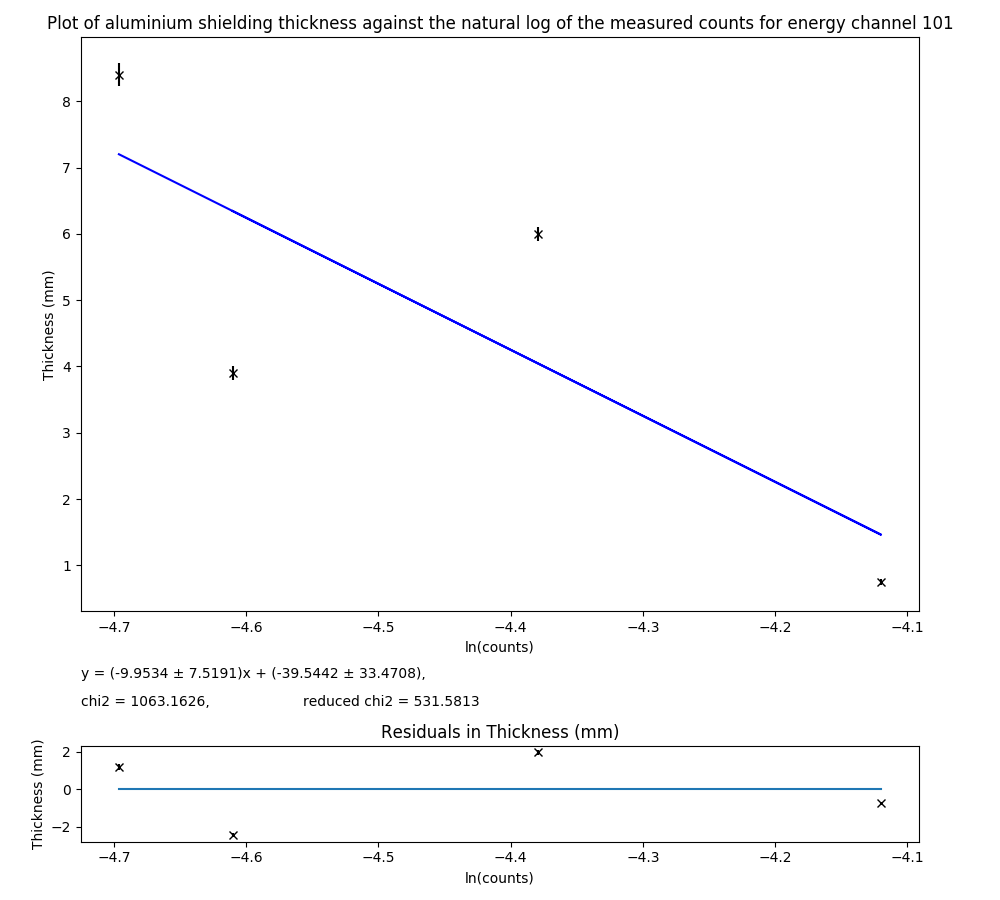 Plot of aluminium shielding thickness against the natural log of the measured counts for energy channel 101
8
7
6
5
4
3
2
1
Thickness (mm)
−4.7 −4.6 −4.5 −4.4 −4.3 −4.2 −4.1
ln(counts)
y = (-9.9534 ± 7.5191)x + (-39.5442 ± 33.4708),
chi2 = 1063.1626, reduced chi2 = 531.5813
Residuals in Thickness (mm)
2
0
−2
Thickness (mm)
−4.7 −4.6 −4.5 −4.4 −4.3 −4.2 −4.1
ln(counts)